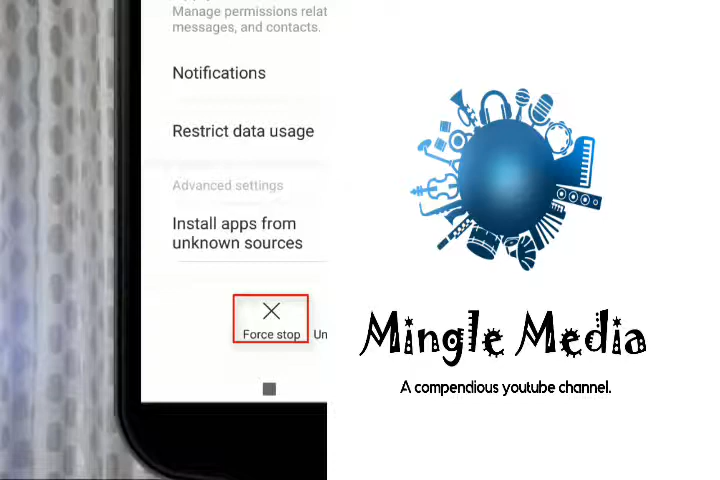 Manage permissions relat
messages, and contacts.
Notifications
Restrict data usage
Advanced settings
Install apps from
unknown sources
Force stop
Un
Mingle Media
A compendious youtube channel.